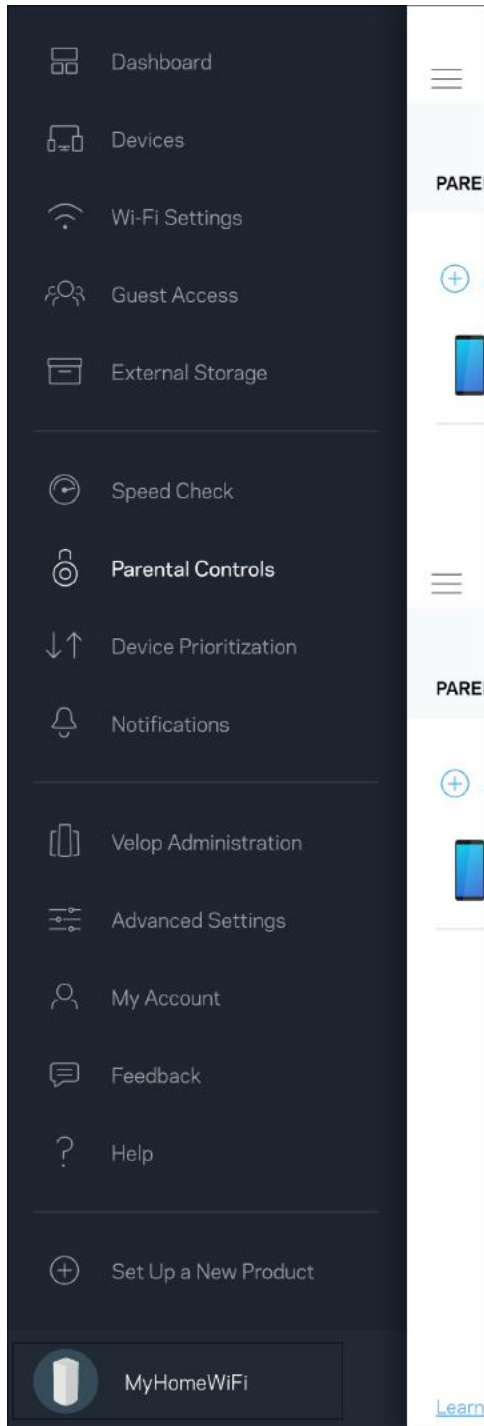 Dashboard
Devices
Wi-Fi Settings
Guest Access
External Storage
Speed Check
Parental Controls
Device Prioritization
Notifications
Velop Administration
Advanced Settings
My Account
Feedback
Help
Set Up a New Product
MyHomeWiFi
PARE
PARE
Learn